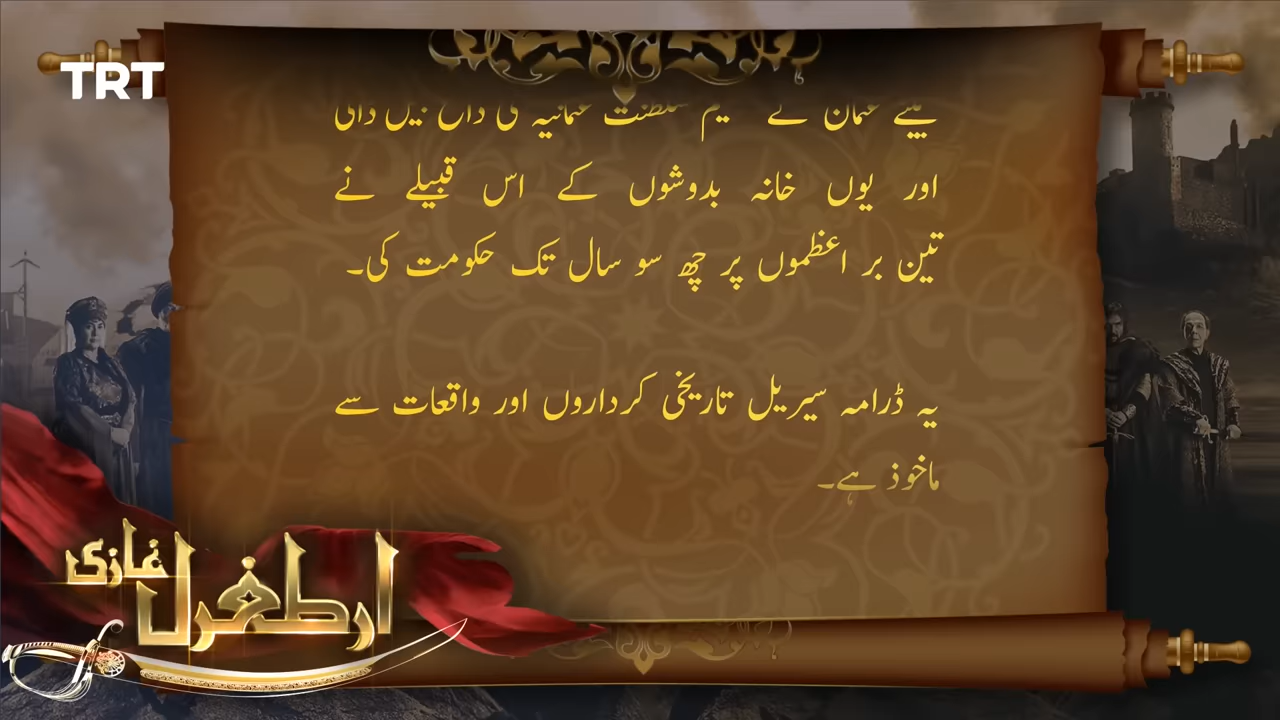 TRT
اور یوں خانہ بدوشوں کے اس قبیلے نے
تین بر اعظموں پر چھ سو سال تک حکومت کی۔
یہ ڈرامہ سیریل تاریخی کرداروں اور واقعات سے
ماخوذ ہے۔
ارطغرل غازی